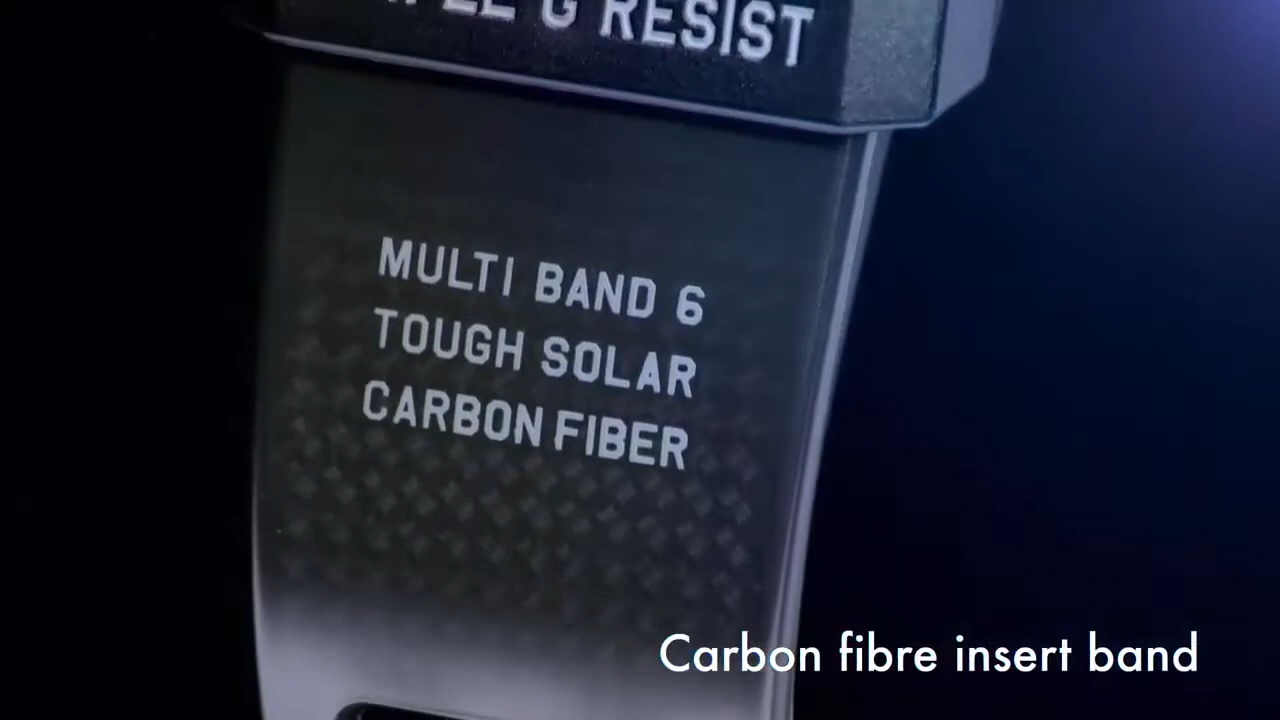 G RESIST
MULTI BAND 6
TOUGH SOLAR
CARBON FIBER
Carbon fibre insert band